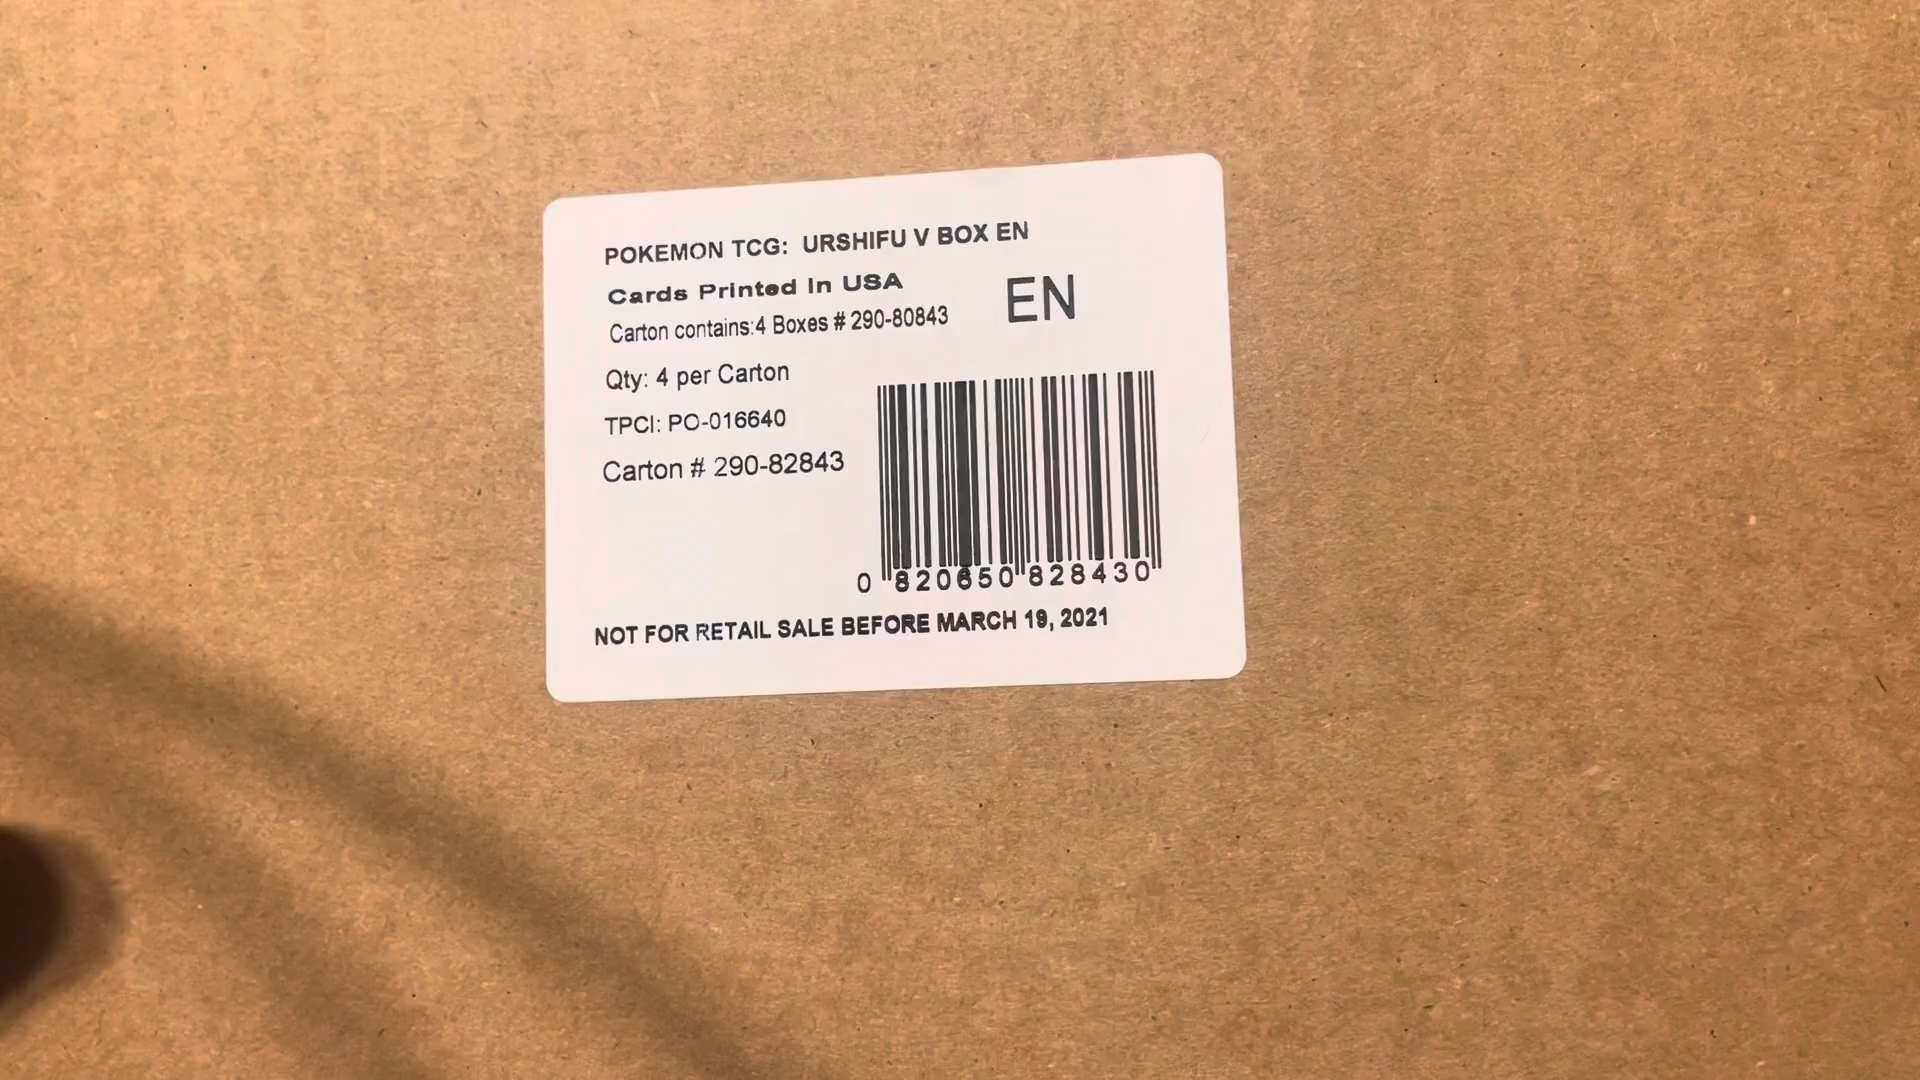 POKEMON TCG: URSHIFU V BOX EN
Cards Printed in USA
EN
Carton contains:4 Boxes # 290-80843
Qty: 4 per Carton
TPCI: PO-016640
Carton # 290-82843
0 820650 828430
NOT FOR RETAIL SALE BEFORE MARCH 19, 2021